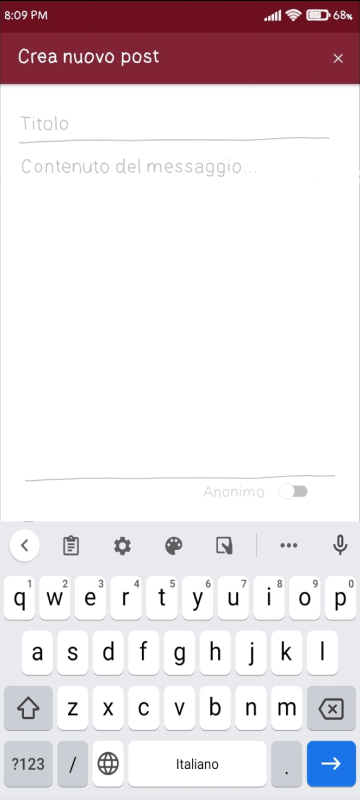 8:09 PM 68%
Crea nuovo post ×
Titolo
Contenuto del messaggio...
Anonimo
1 2 3 4 5 6 7 8 9 0
q w e r t y u i o p
a s d f g h j k l
z x c v b n m
?123 / Italiano .